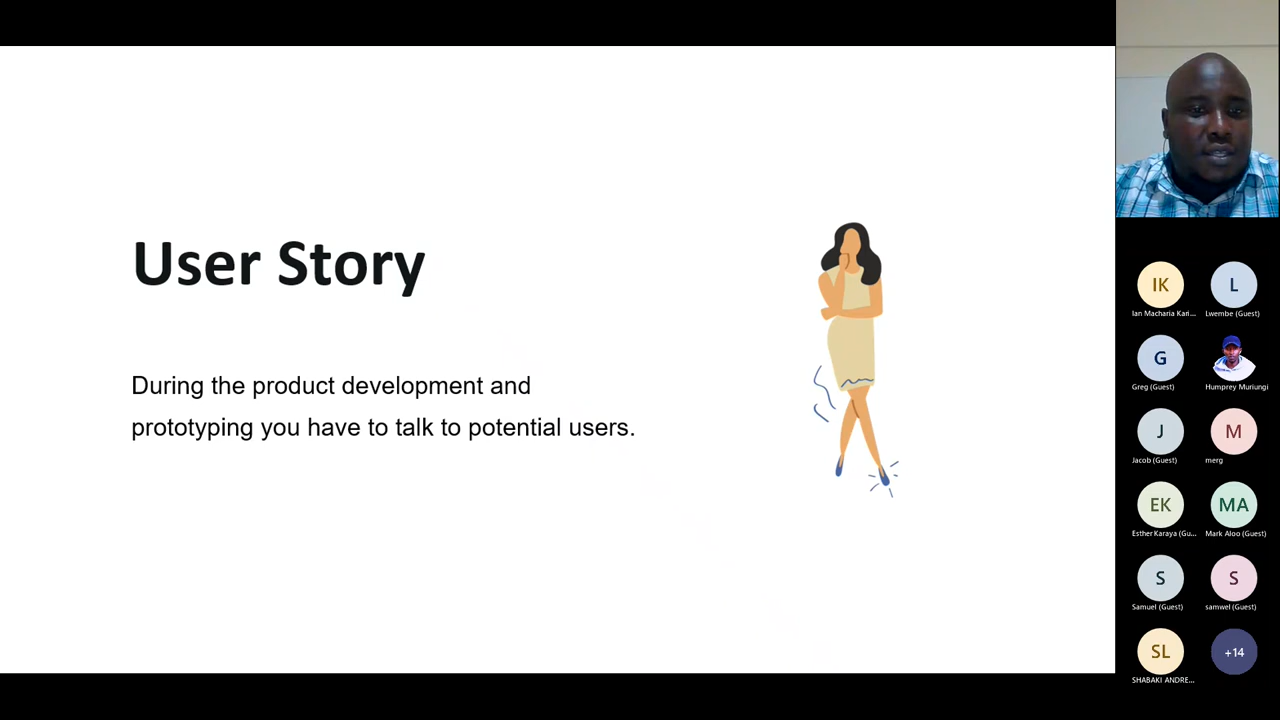 User Story
During the product development and
prototyping you have to talk to potential users.
IK
L
Ian Macharia Kari...
Lwembe (Guest)
G
Greg (Guest)
Humprey Muriungi
J
M
Jacob (Guest)
merg
EK
MA
Esther Karaya (Gu...
Mark Aloo (Guest)
S
S
Samuel (Guest)
samwel (Guest)
SL
+14
SHABAKI ANDRE...